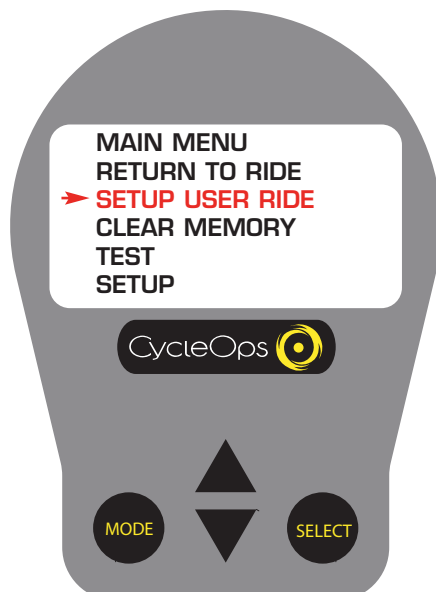 MAIN MENU
RETURN TO RIDE
SETUP USER RIDE
CLEAR MEMORY
TEST
SETUP
CycleOps
MODE
SELECT